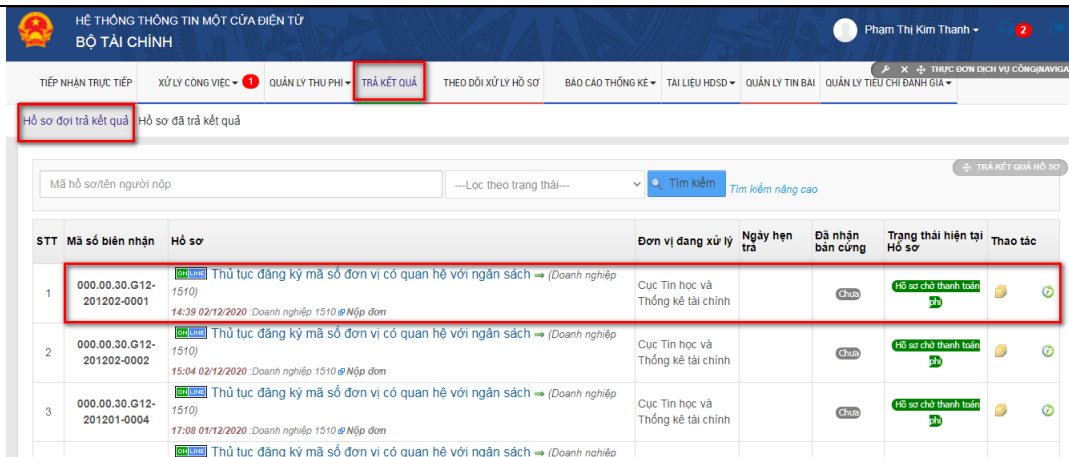 HỆ THỐNG THÔNG TIN MỘT CỬA ĐIỆN TỬ
BỘ TÀI CHÍNH
Phạm Thị Kim Thanh
2
THỰC ĐƠN DỊCH VỤ CÔNG(NAVIGA
TIẾP NHẬN TRỰC TIẾP XỬ LÝ CÔNG VIỆC 1 QUẢN LÝ THU PHÍ TRẢ KẾT QUẢ THEO DÕI XỬ LÝ HỒ SƠ BÁO CÁO THỐNG KÊ TÀI LIỆU HDSD QUẢN LÝ TIN BÀI QUẢN LÝ TIÊU CHÍ ĐÁNH GIÁ
Hồ sơ đợi trả kết quả Hồ sơ đã trả kết quả
TRẢ KẾT QUẢ HỒ SƠ
Mã hồ sơ/tên người nộp ---Lọc theo trạng thái--- Tìm kiếm Tìm kiếm nâng cao
STT Mã số biên nhận Hồ sơ Đơn vị đang xử lý Ngày hẹn trả Đã nhận bản cứng Trạng thái hiện tại Hồ sơ Thao tác
1 000.00.30.G12-201202-0001 ONLINE Thủ tục đăng ký mã số đơn vị có quan hệ với ngân sách ⇒ (Doanh nghiệp 1510) Cục Tin học và Thống kê tài chính Chưa Hồ sơ chờ thanh toán phí
14:39 02/12/2020 :Doanh nghiệp 1510 Nộp đơn
2 000.00.30.G12-201202-0002 ONLINE Thủ tục đăng ký mã số đơn vị có quan hệ với ngân sách ⇒ (Doanh nghiệp 1510) Cục Tin học và Thống kê tài chính Chưa Hồ sơ chờ thanh toán phí
15:04 02/12/2020 :Doanh nghiệp 1510 Nộp đơn
3 000.00.30.G12-201201-0004 ONLINE Thủ tục đăng ký mã số đơn vị có quan hệ với ngân sách ⇒ (Doanh nghiệp 1510) Cục Tin học và Thống kê tài chính Chưa Hồ sơ chờ thanh toán phí
17:08 01/12/2020 :Doanh nghiệp 1510 Nộp đơn
ONLINE Thủ tục đăng ký mã số đơn vị có quan hệ với ngân sách ⇒ (Doanh nghiệp